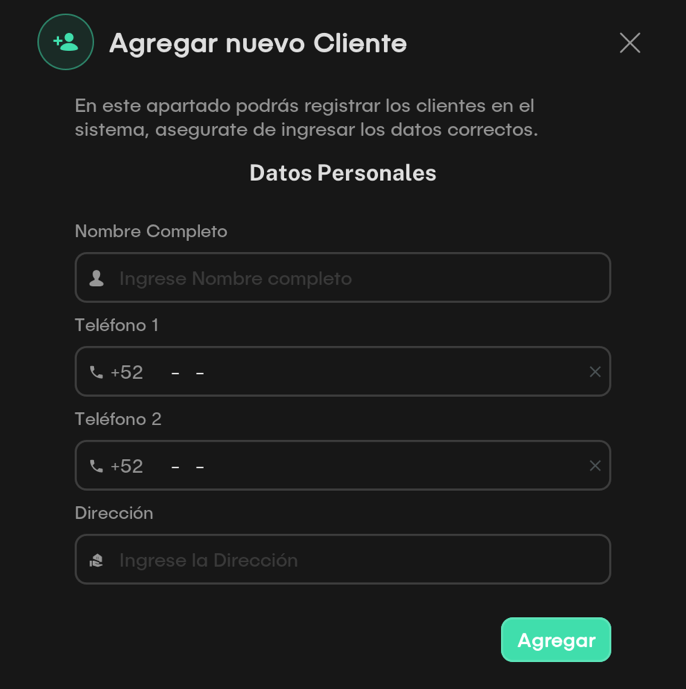 Agregar nuevo Cliente
En este apartado podrás registrar los clientes en el
sistema, asegurate de ingresar los datos correctos.
Datos Personales
Nombre Completo
Ingrese Nombre completo
Teléfono 1
+52 - -
Teléfono 2
+52 - -
Dirección
Ingrese la Dirección
Agregar